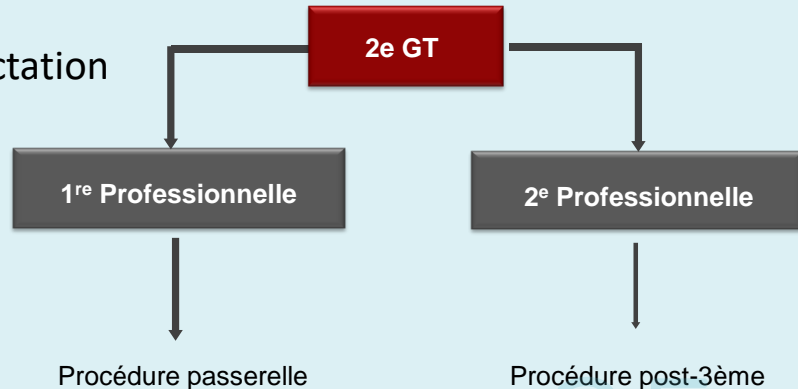 2e GT
ctation
1re Professionnelle
2e Professionnelle
Procédure passerelle
Procédure post-3ème